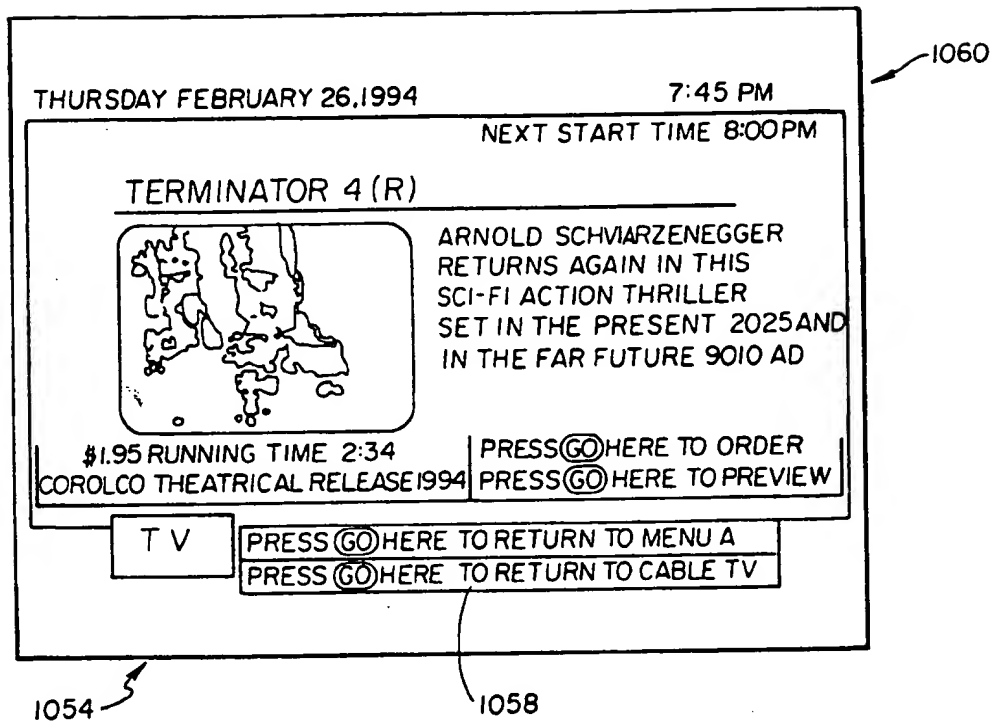 1060
THURSDAY FEBRUARY 26,1994 7:45 PM
NEXT START TIME 8:00PM
TERMINATOR 4 (R)
ARNOLD SCHVIARZENEGGER
RETURNS AGAIN IN THIS
SCI-FI ACTION THRILLER
SET IN THE PRESENT 2025AND
IN THE FAR FUTURE 9010 AD
$1.95 RUNNING TIME 2:34
COROLCO THEATRICAL RELEASE1994
PRESS GO HERE TO ORDER
PRESS GO HERE TO PREVIEW
TV
PRESS GO HERE TO RETURN TO MENU A
PRESS GO HERE TO RETURN TO CABLE TV
1054
1058